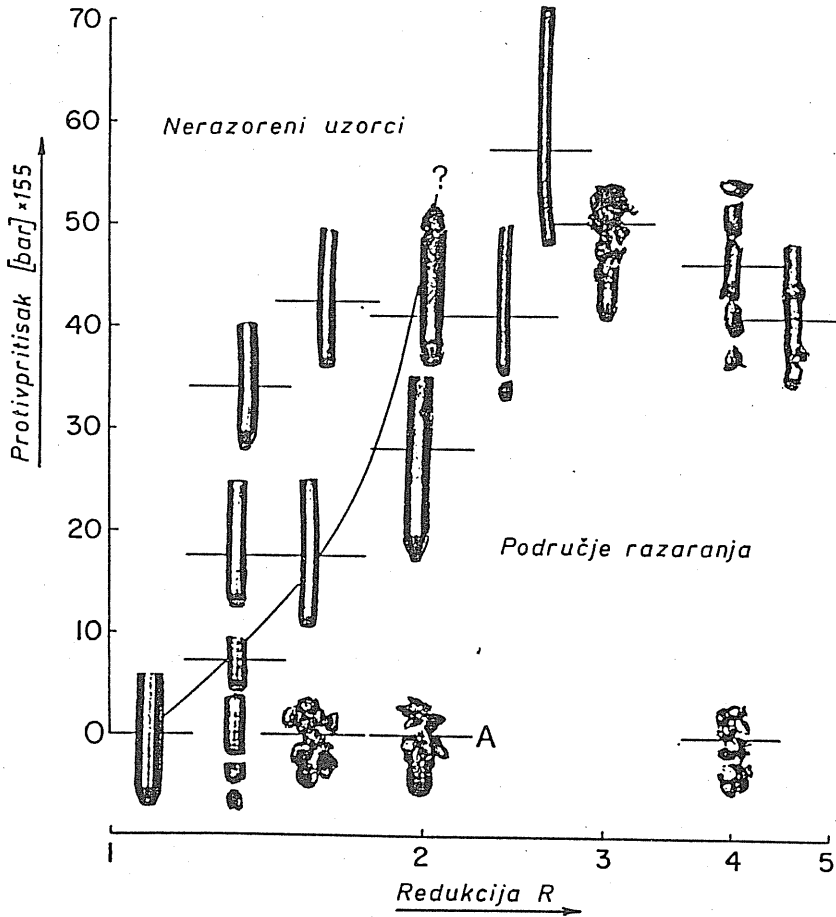 70
60
50
40
30
20
10
0
Protivpritisak [bar]×155
Nerazoreni uzorci
?
Područje razaranja
A
1
2
3
4
5
Redukcija R